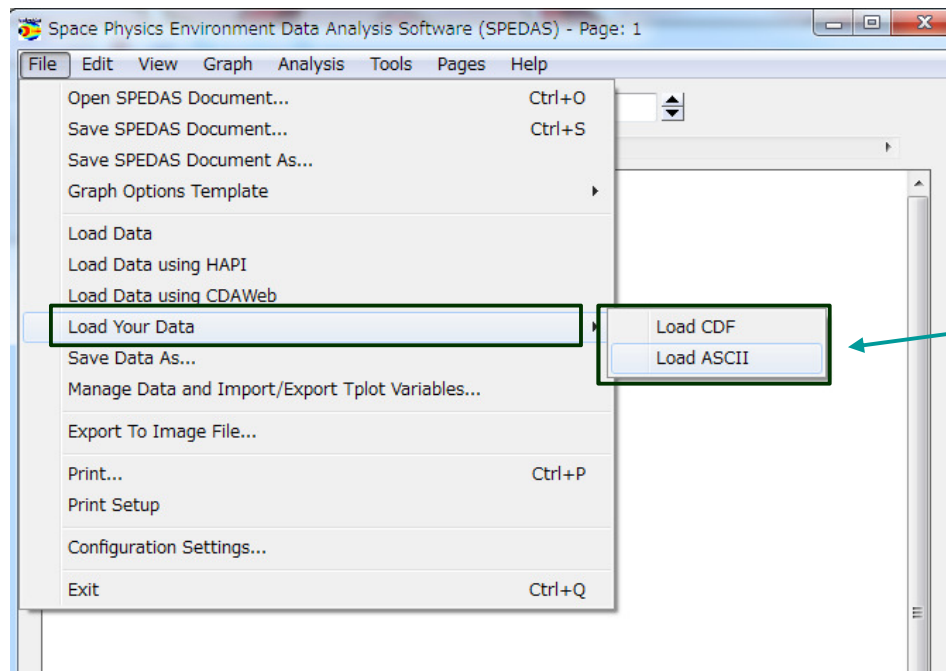 Space Physics Environment Data Analysis Software (SPEDAS) - Page: 1
File Edit View Graph Analysis Tools Pages Help
Open SPEDAS Document... Ctrl+O
Save SPEDAS Document... Ctrl+S
Save SPEDAS Document As...
Graph Options Template
Load Data
Load Data using HAPI
Load Data using CDAWeb
Load Your Data
Load CDF
Load ASCII
Save Data As...
Manage Data and Import/Export Tplot Variables...
Export To Image File...
Print... Ctrl+P
Print Setup
Configuration Settings...
Exit Ctrl+Q